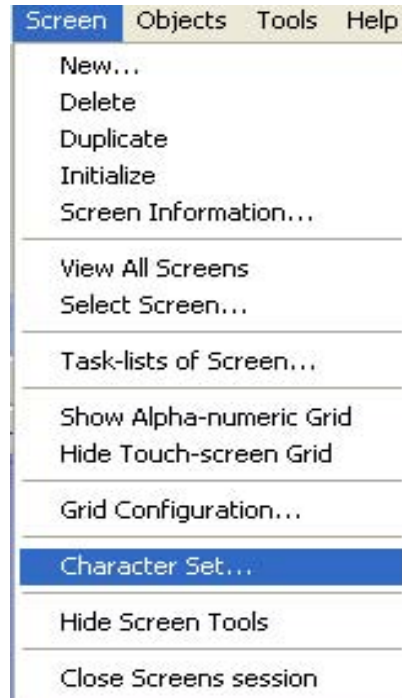 Screen Objects Tools Help
New...
Delete
Duplicate
Initialize
Screen Information...
View All Screens
Select Screen...
Task-lists of Screen...
Show Alpha-numeric Grid
Hide Touch-screen Grid
Grid Configuration...
Character Set...
Hide Screen Tools
Close Screens session